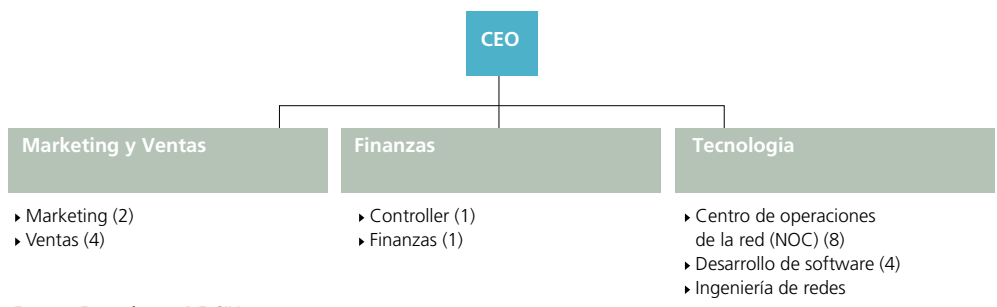 CEO
Marketing y Ventas
Finanzas
Tecnologia
Marketing (2)
Ventas (4)
Controller (1)
Finanzas (1)
Centro de operaciones
de la red (NOC) (8)
Desarrollo de software (4)
Ingeniería de redes